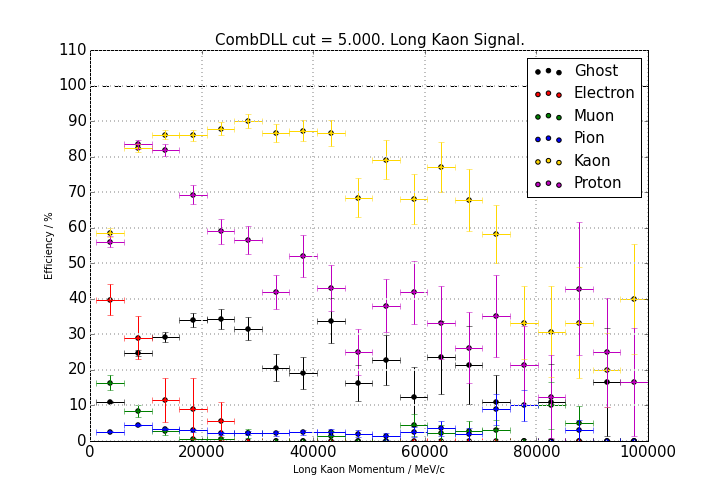 CombDLL cut = 5.000. Long Kaon Signal.
110
100
90
80
70
60
50
40
30
20
10
0
Efficiency / %
Ghost
Electron
Muon
Pion
Kaon
Proton
0 20000 40000 60000 80000 100000
Long Kaon Momentum / MeV/c